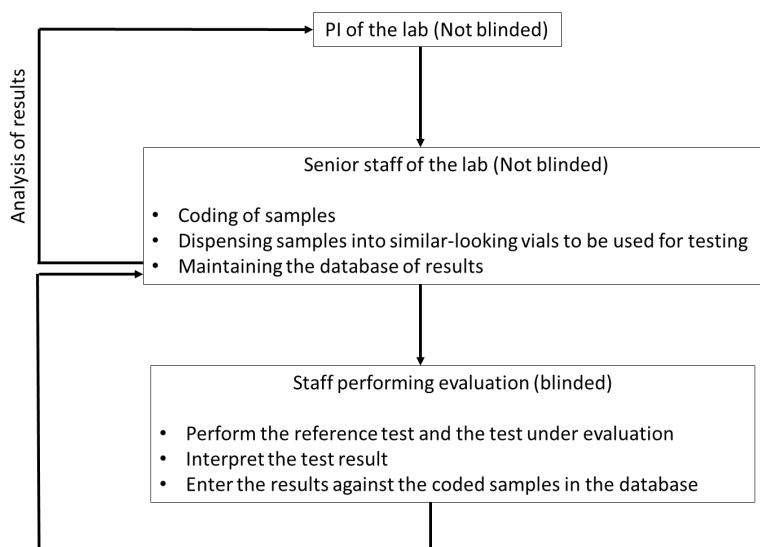 PI of the lab (Not blinded)
Analysis of results
Senior staff of the lab (Not blinded)
• Coding of samples
• Dispensing samples into similar-looking vials to be used for testing
• Maintaining the database of results
Staff performing evaluation (blinded)
• Perform the reference test and the test under evaluation
• Interpret the test result
• Enter the results against the coded samples in the database